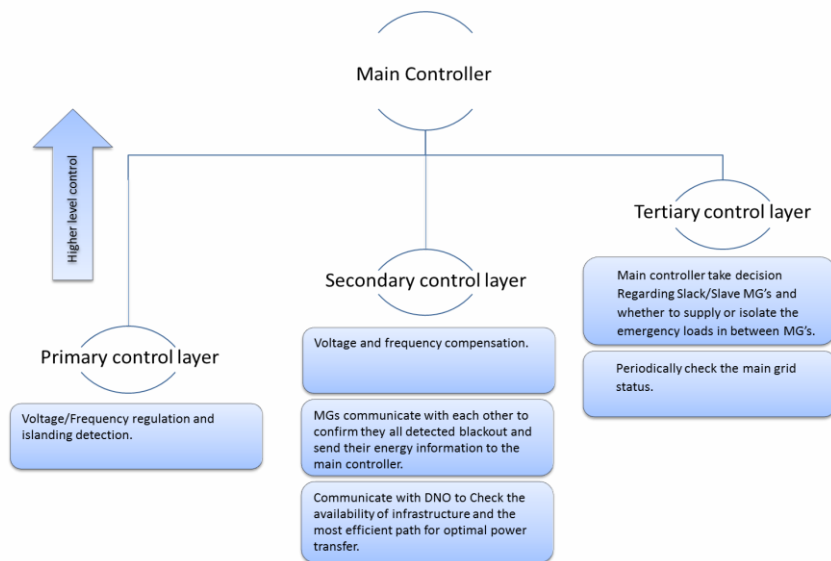 Main Controller
Higher level control
Primary control layer
Voltage/Frequency regulation and
islanding detection.
Secondary control layer
Voltage and frequency compensation.
MGs communicate with each other to
confirm they all detected blackout and
send their energy information to the
main controller.
Communicate with DNO to Check the
availability of infrastructure and the
most efficient path for optimal power
transfer.
Tertiary control layer
Main controller take decision
Regarding Slack/Slave MG's and
whether to supply or isolate the
emergency loads in between MG's.
Periodically check the main grid
status.